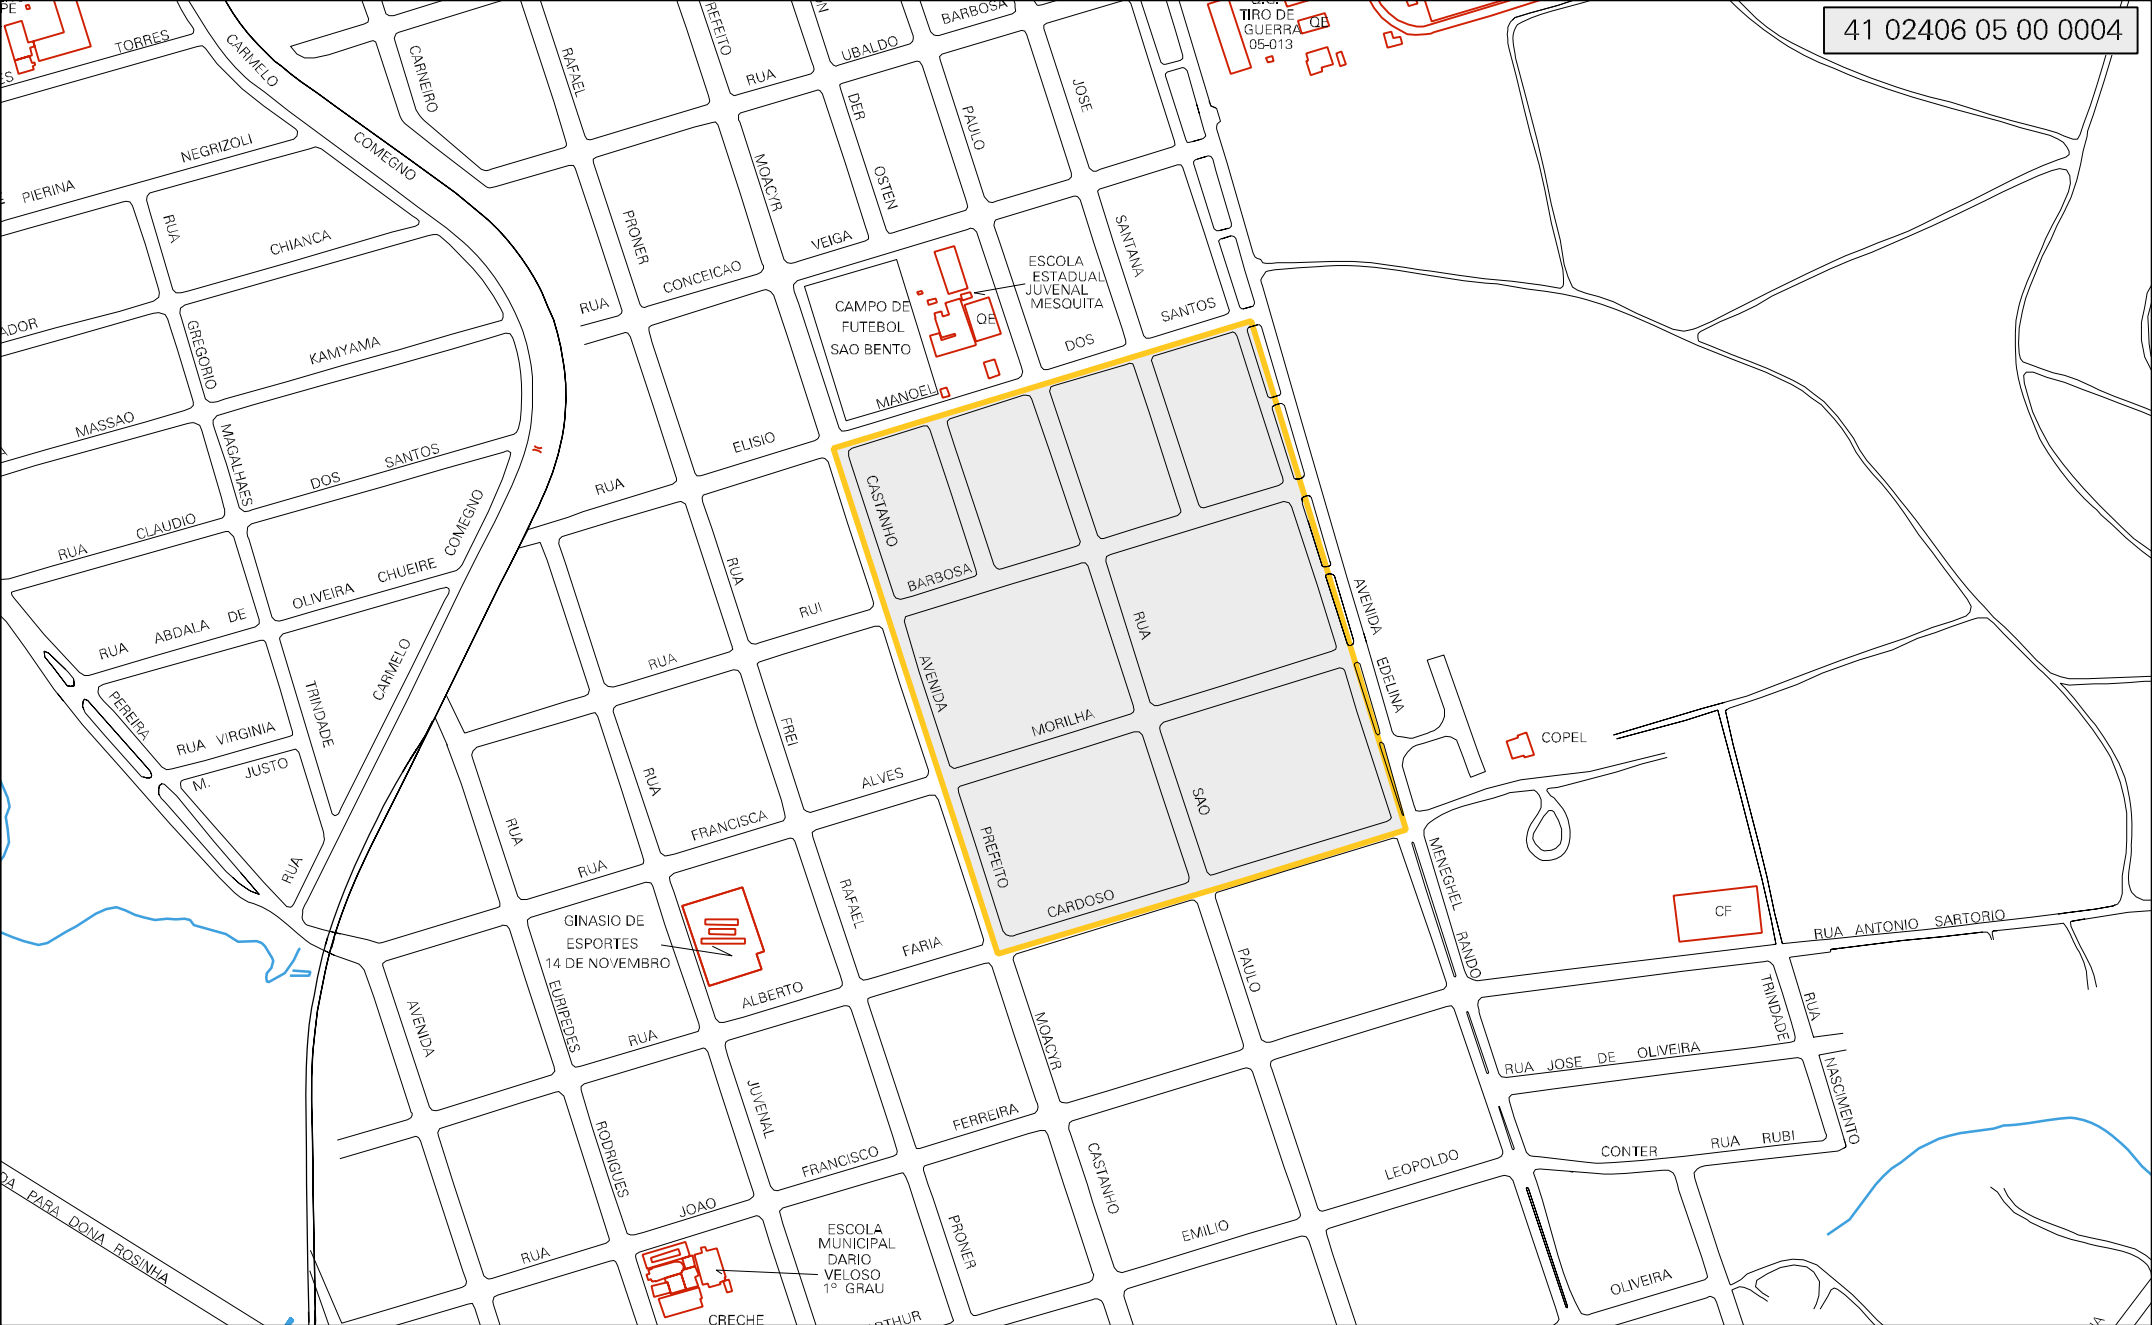 41 02406 05 00 0004
TIRO DE
GUERRA
05-013
QE
PE
TORRES
CARMELO
COMEGNO
CARNEIRO
RAFAEL
REFEITO
RUA
UBALDO
BARBOSA
DER
OSTEN
PAULO
JOSE
NEGRIZOLI
PIERINA
RUA
CHIANCA
MOACYR
VEIGA
PRONER
CONCEICAO
RUA
SANTANA
SANTOS
DOS
ESCOLA
ESTADUAL
JUVENAL
MESQUITA
QE
CAMPO DE
FUTEBOL
SAO BENTO
MANOEL
ADOR
GREGORIO
KAMYAMA
MASSAO
MAGALHAES
DOS
SANTOS
CLAUDIO
RUA
COMEGNO
CHUEIRE
OLIVEIRA
RUA
ELISIO
CASTANHO
BARBOSA
RUA
RUI
RUA
ABDALA
DE
PEREIRA
RUA
VIRGINIA
TRINDADE
CARMELO
M.
JUSTO
RUA
RUA
AVENIDA
RUA
AVENIDA
EDELINA
MORILHA
FREI
ALVES
RUA
FRANCISCA
RUA
RUA
COPEL
SAO
PREFEITO
CARDOSO
MENEGHEL
RANDO
RAFAEL
FARIA
GINASIO DE
ESPORTES
14 DE NOVEMBRO
ALBERTO
EURIPEDES
RUA
AVENIDA
PAULO
MOACYR
CF
RUA ANTONIO SARTORIO
TRINDADE
RUA
NASCIMENTO
RUA JOSE DE OLIVEIRA
CONTER
RUA RUBI
JUVENAL
FERREIRA
FRANCISCO
RODRIGUES
JOAO
RUA
CASTANHO
LEOPOLDO
EMILIO
PRONER
OLIVEIRA
PARA DONA ROSINHA
ESCOLA
MUNICIPAL
DARIO
VELOSO
1º GRAU
CRECHE
RTHUR